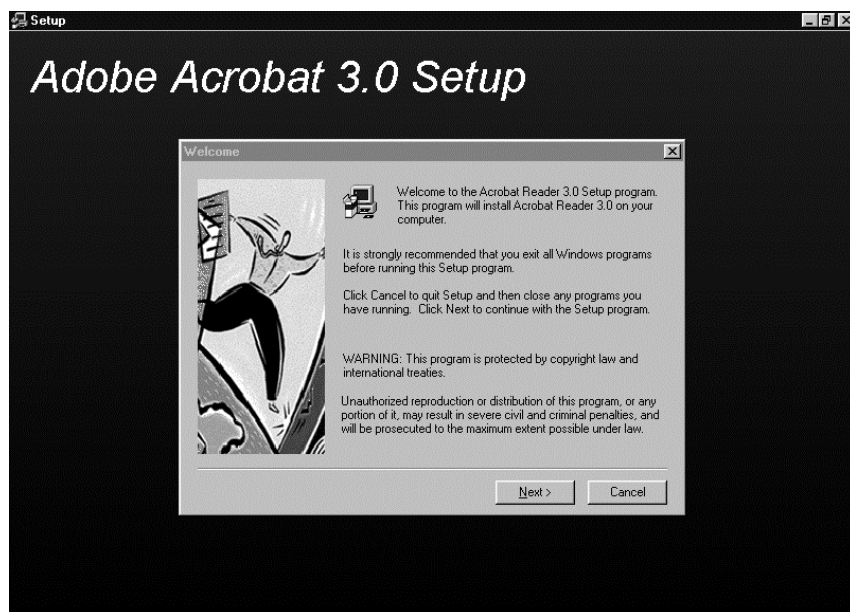 Setup
Adobe Acrobat 3.0 Setup
Welcome
Welcome to the Acrobat Reader 3.0 Setup program.
This program will install Acrobat Reader 3.0 on your
computer.
It is strongly recommended that you exit all Windows programs
before running this Setup program.
Click Cancel to quit Setup and then close any programs you
have running. Click Next to continue with the Setup program.
WARNING: This program is protected by copyright law and
international treaties.
Unauthorized reproduction or distribution of this program, or any
portion of it, may result in severe civil and criminal penalties, and
will be prosecuted to the maximum extent possible under law.
Next >
Cancel